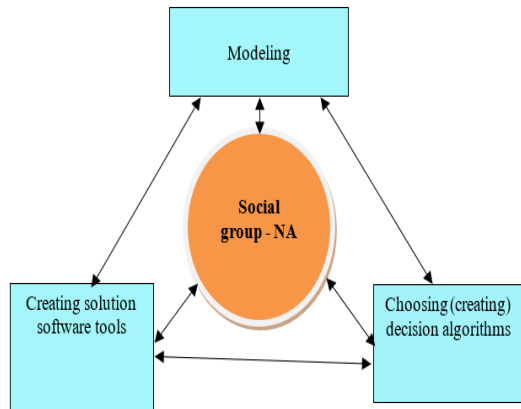 Modeling
Social
group - NA
Creating solution
software tools
Choosing (creating)
decision algorithms